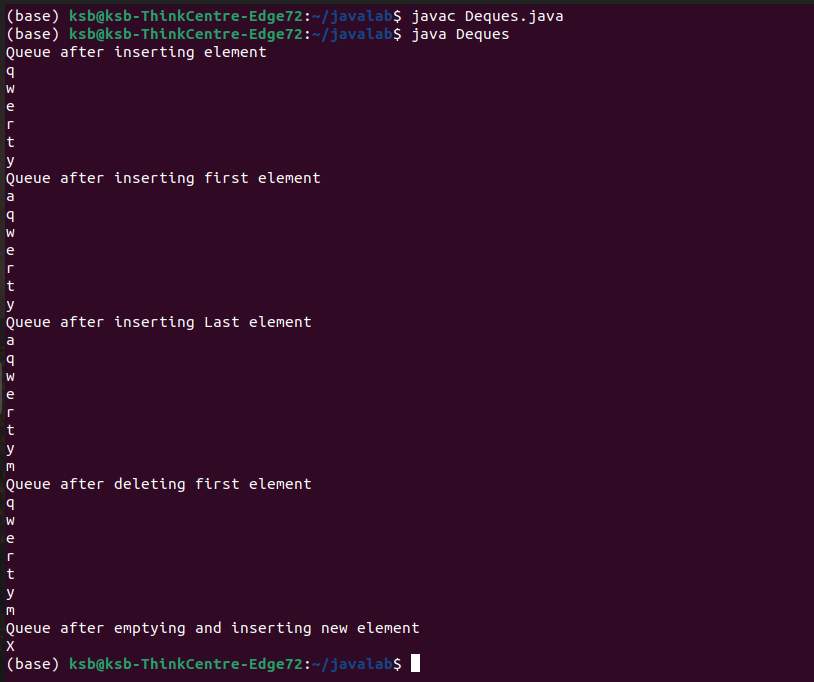 (base) ksb@ksb-ThinkCentre-Edge72:~/javalab$ javac Deques.java
(base) ksb@ksb-ThinkCentre-Edge72:~/javalab$ java Deques
Queue after inserting element
q
w
e
r
t
y
Queue after inserting first element
a
q
w
e
r
t
y
Queue after inserting Last element
a
q
w
e
r
t
y
m
Queue after deleting first element
q
w
e
r
t
y
m
Queue after emptying and inserting new element
X
(base) ksb@ksb-ThinkCentre-Edge72:~/javalab$